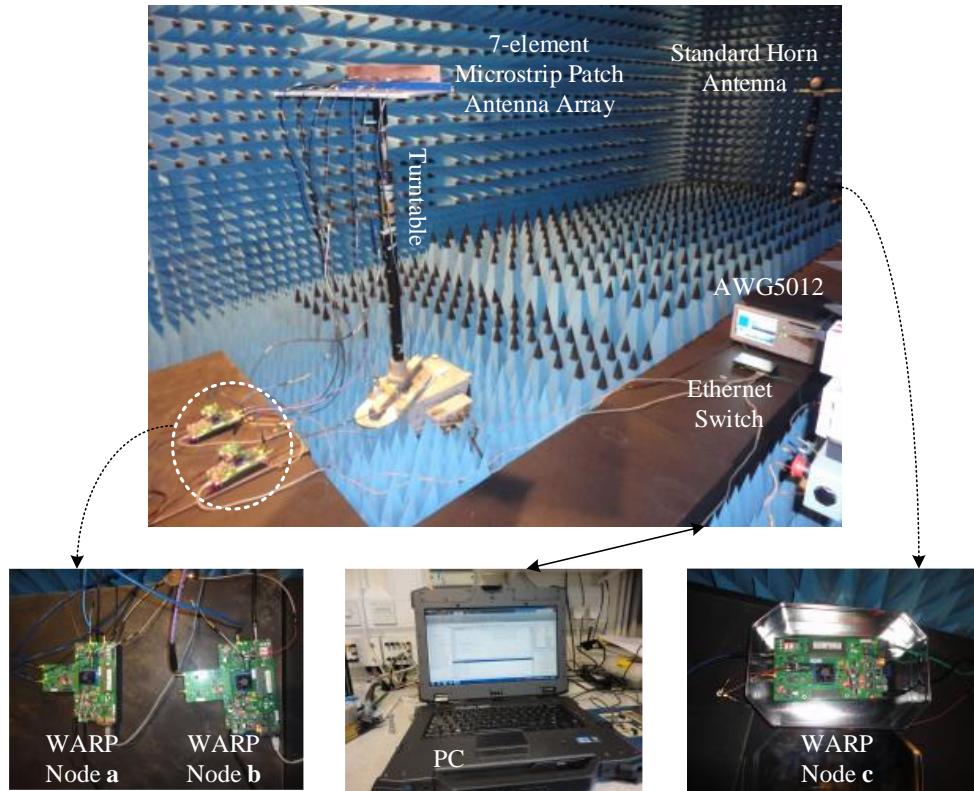 7-element
Microstrip Patch
Antenna Array
Standard Horn
Antenna
Turntable
AWG5012
Ethernet
Switch
WARP
Node a
WARP
Node b
PC
WARP
Node c